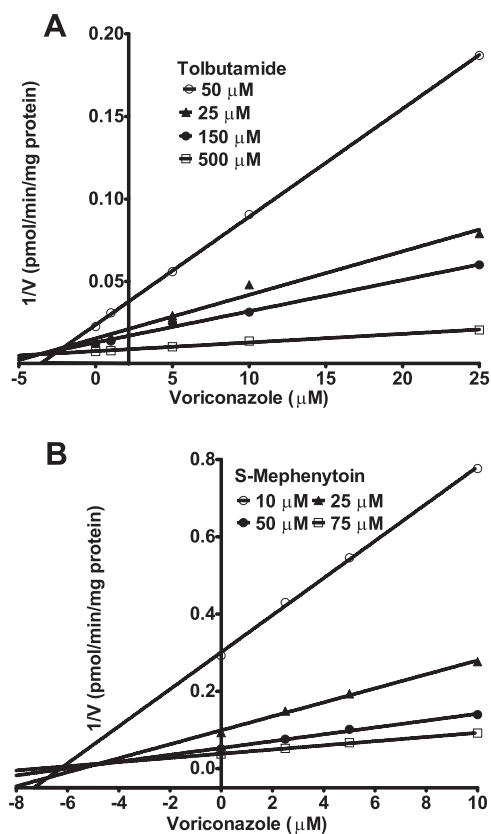 A
0.20
Tolbutamide
50 μM
0.15
25 μM
150 μM
500 μM
0.10
1/V (pmol/min/mg protein)
0.05
-5 0 5 10 15 20 25
Voriconazole (μM)
B
0.8
S-Mephenytoin
10 μM 25 μM
50 μM 75 μM
0.6
1/V (pmol/min/mg protein)
0.4
0.2
0.0
-8 -6 -4 -2 0 2 4 6 8 10
Voriconazole (μM)